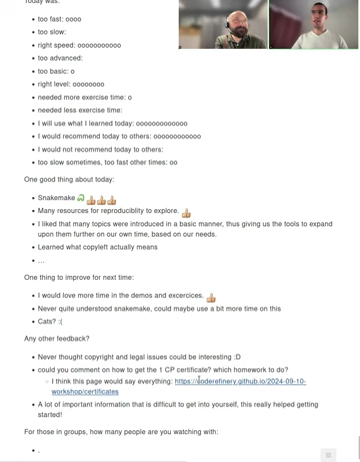 Today was:
too fast: oooo
too slow:
right speed: ooooooooooo
too advanced:
too basic: o
right level: oooooooo
needed more exercise time: o
needed less exercise time:
I will use what I learned today: ooooooooooooo
I would recommend today to others: oooooooooooo
I would not recommend today to others:
too slow sometimes, too fast other times: oo
One good thing about today:
Snakemake 🐍👍👍👍
Many resources for reproduciblity to explore. 👍
I liked that many topics were introduced in a basic manner, thus giving us the tools to expand
upon them further on our own time, based on our needs.
Learned what copyleft actually means
…
One thing to improve for next time:
I would love more time in the demos and excercices. 👍
Never quite understood snakemake, could maybe use a bit more time on this
Cats? :(
Any other feedback?
Never thought copyright and legal issues could be interesting :D
could you comment on how to get the 1 CP certificate? which homework to do?
I think this page would say everything: https://coderefinery.github.io/2024-09-10-
workshop/certificates
A lot of important information that is difficult to get into yourself, this really helped getting
started!
For those in groups, how many people are you watching with:
.